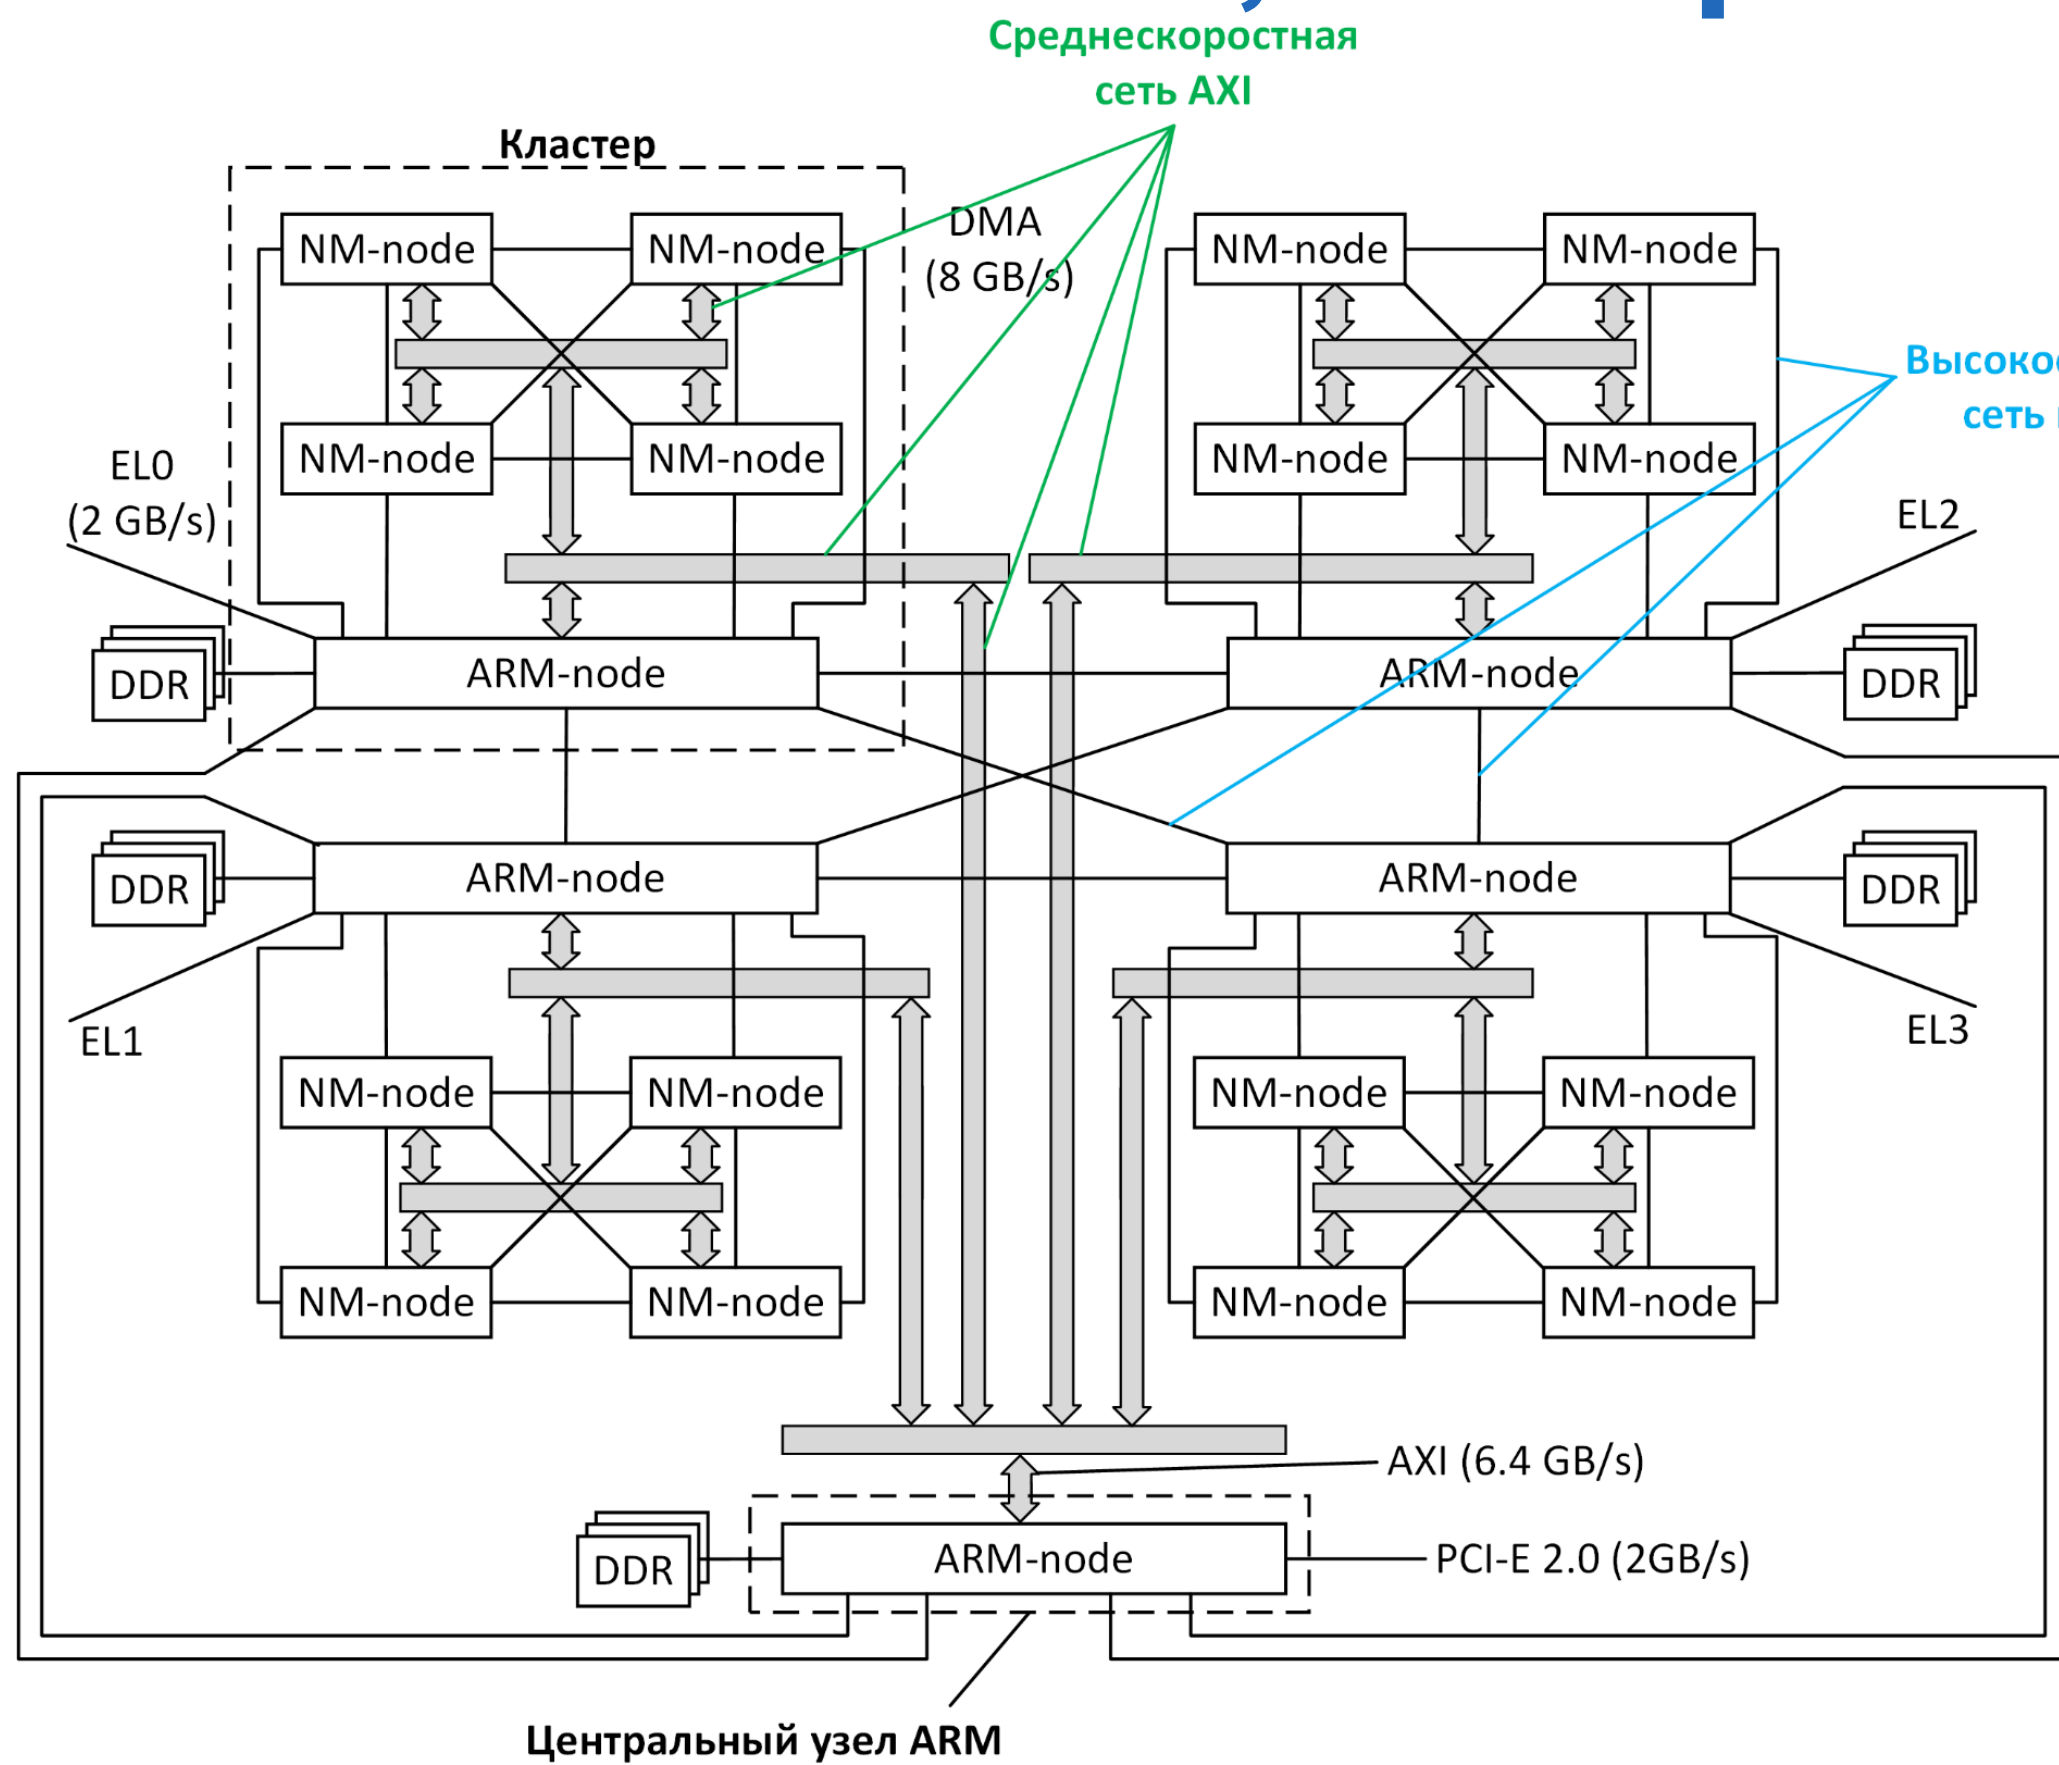 Среднескоростная
сеть AXI
Кластер
NM-node
NM-node
DMA
(8 GB/s)
NM-node
NM-node
NM-node
NM-node
NM-node
NM-node
сеть
EL0
(2 GB/s)
EL2
DDR
ARM-node
ARM-node
DDR
DDR
ARM-node
ARM-node
DDR
EL1
EL3
NM-node
NM-node
NM-node
NM-node
NM-node
NM-node
NM-node
NM-node
AXI (6.4 GB/s)
DDR
ARM-node
PCI-E 2.0 (2GB/s)
Центральный узел ARM